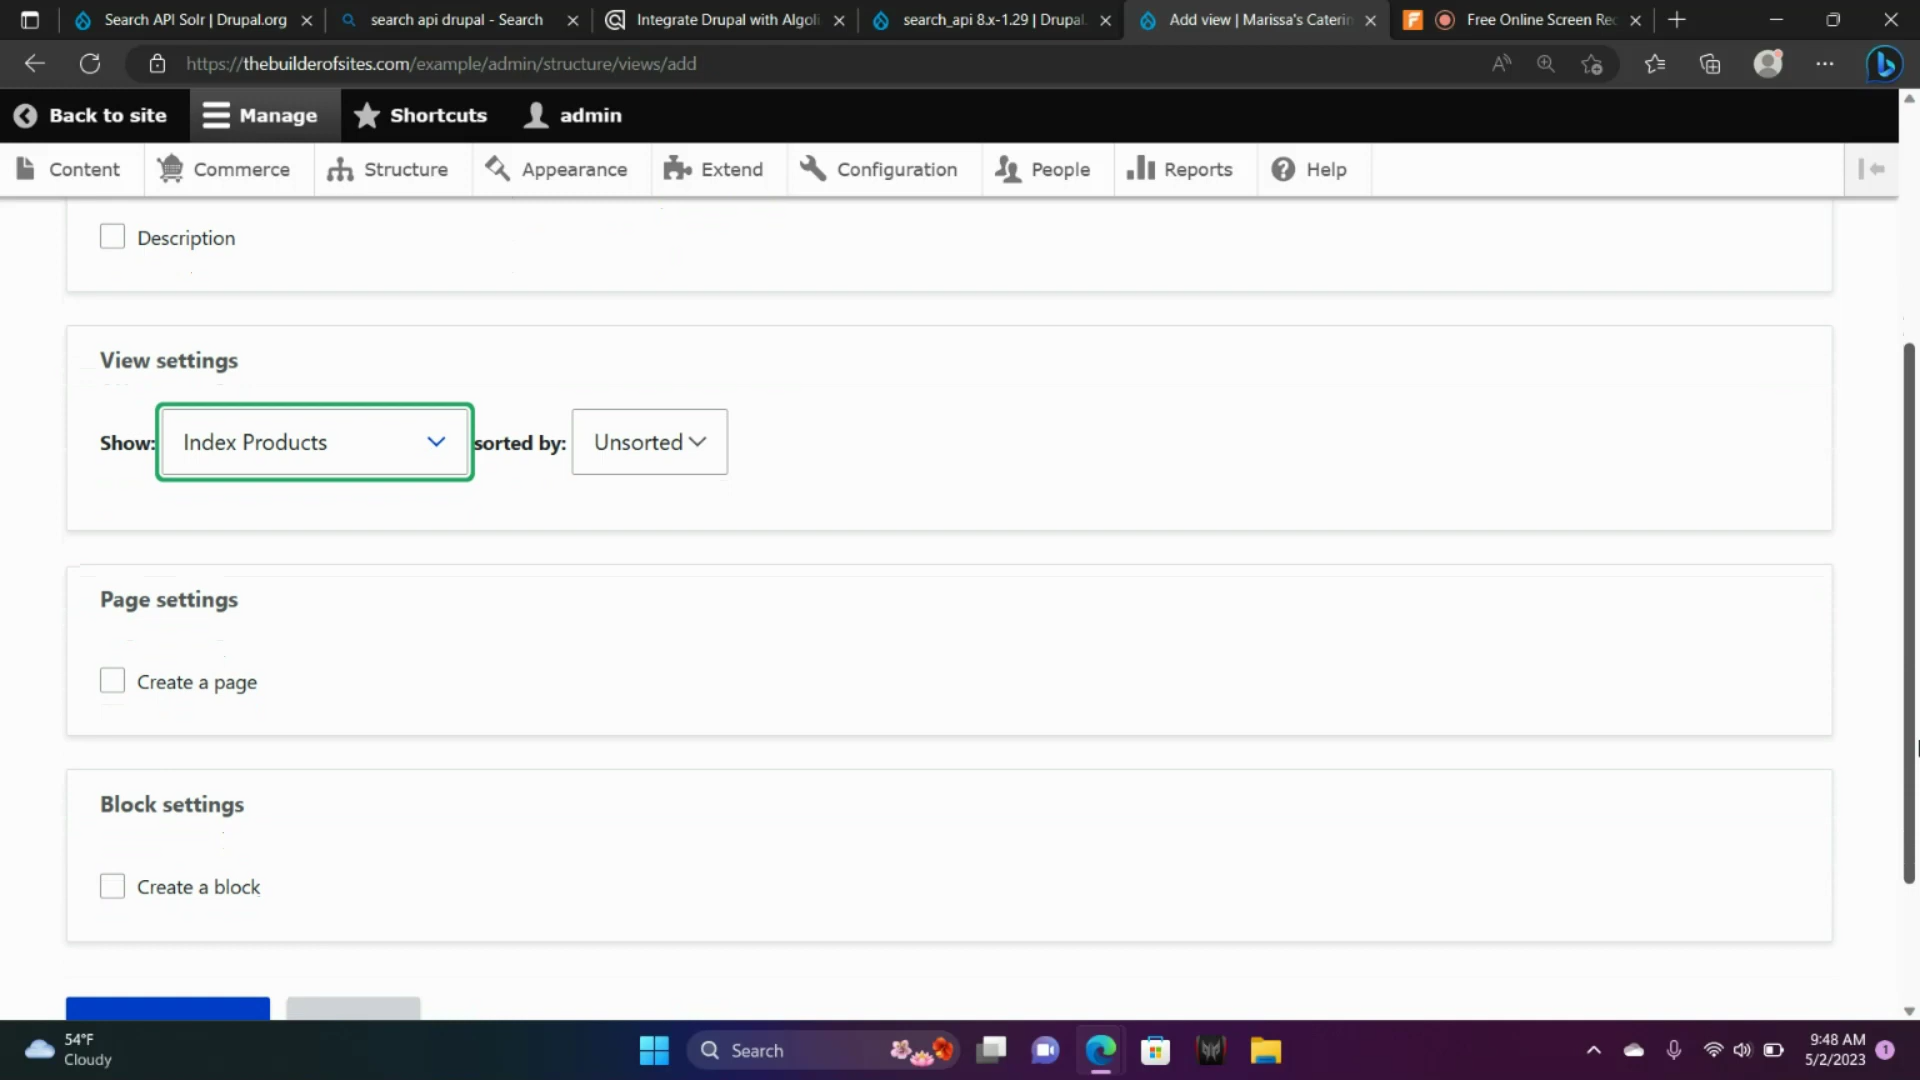 Search API Solr | Drupal.org
search api drupal - Search
Integrate Drupal with Algoli
search_api 8.x-1.29 | Drupal.
Add view | Marissa's Caterin
Free Online Screen Rec
https://thebuilderofsites.com/example/admin/structure/views/add
Back to site
Manage
Shortcuts
admin
Content
Commerce
Structure
Appearance
Extend
Configuration
People
Reports
Help
Description
View settings
Show: Index Products sorted by: Unsorted
Page settings
Create a page
Block settings
Create a block
54°F
Cloudy
Search
9:48 AM
5/2/2023
1